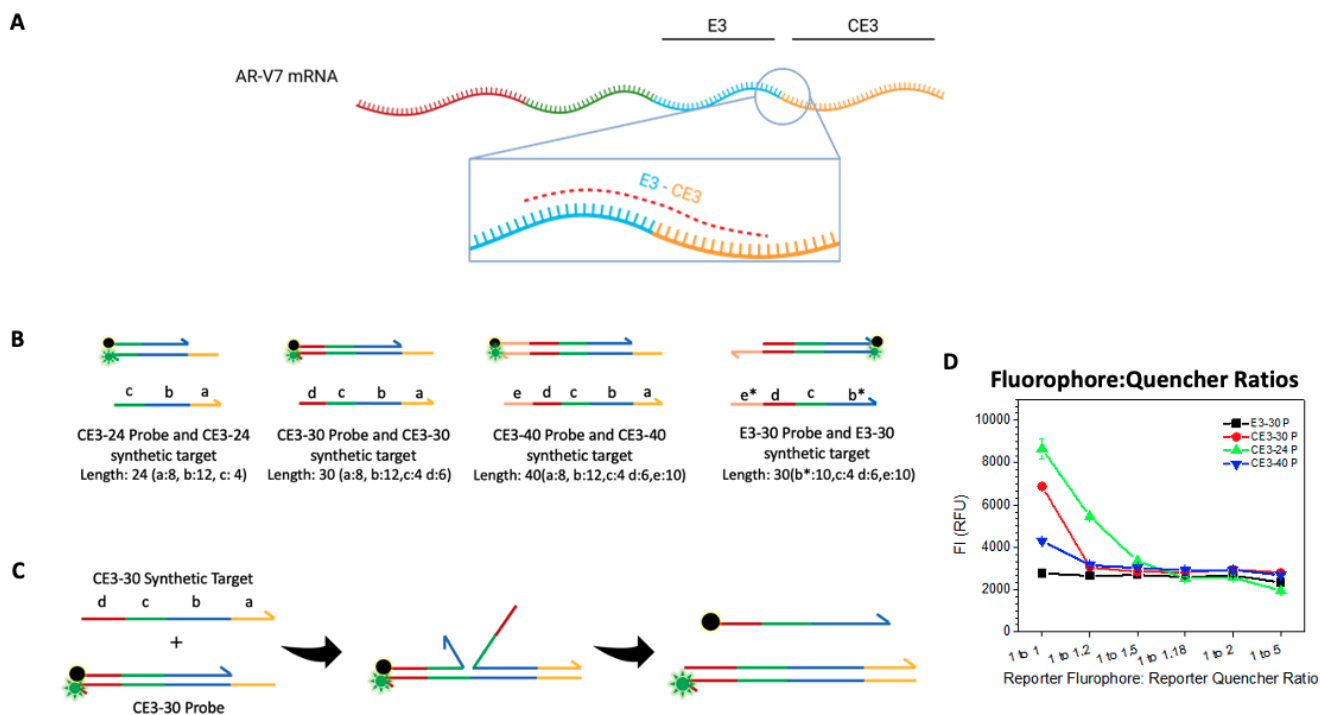 A
E3
CE3
AR-V7 mRNA
E3 - CE3
B
c b a
CE3-24 Probe and CE3-24
synthetic target
Length: 24 (a:8, b:12, c: 4)
d c b a
CE3-30 Probe and CE3-30
synthetic target
Length: 30 (a:8, b:12,c:4 d:6)
e d c b a
CE3-40 Probe and CE3-40
synthetic target
Length: 40(a:8, b:12,c:4 d:6,e:10)
e* d c b*
E3-30 Probe and E3-30
synthetic target
Length: 30(b*:10,c:4 d:6,e:10)
C
CE3-30 Synthetic Target
d c b a
+
CE3-30 Probe
D
Fluorophore:Quencher Ratios
E3-30 P
CE3-30 P
CE3-24 P
CE3-40 P
FI (RFU)
10000
8000
6000
4000
2000
0
1 to 1
1 to 1.2
1 to 1.5
1 to 1.18
1 to 2
1 to 5
Reporter Flurophore: Reporter Quencher Ratio